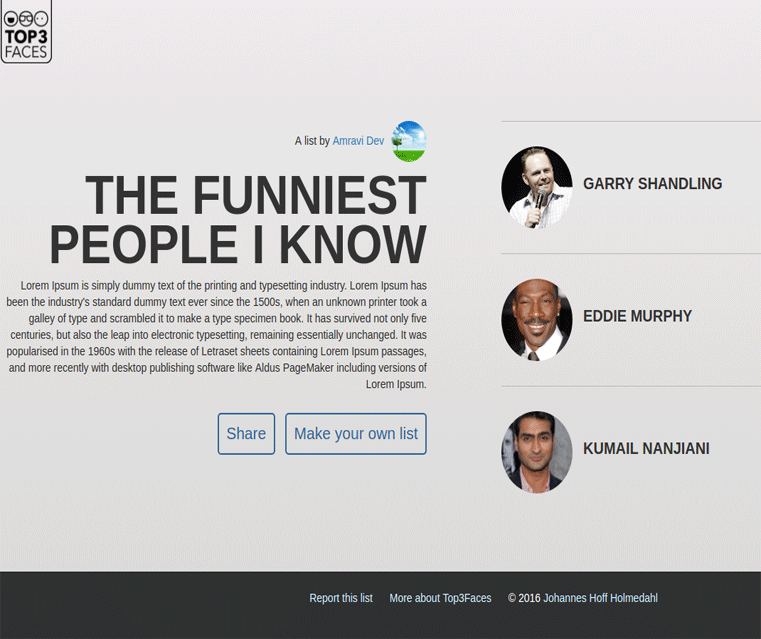 TOP3
FACES
A list by Amravi Dev
THE FUNNIEST
PEOPLE I KNOW
Lorem Ipsum is simply dummy text of the printing and typesetting industry. Lorem Ipsum has
been the industry's standard dummy text ever since the 1500s, when an unknown printer took a
galley of type and scrambled it to make a type specimen book. It has survived not only five
centuries, but also the leap into electronic typesetting, remaining essentially unchanged. It was
popularised in the 1960s with the release of Letraset sheets containing Lorem Ipsum passages,
and more recently with desktop publishing software like Aldus PageMaker including versions of
Lorem Ipsum.
Share
Make your own list
GARRY SHANDLING
EDDIE MURPHY
KUMAIL NANJIANI
Report this list
More about Top3Faces
© 2016 Johannes Hoff Holmedahl